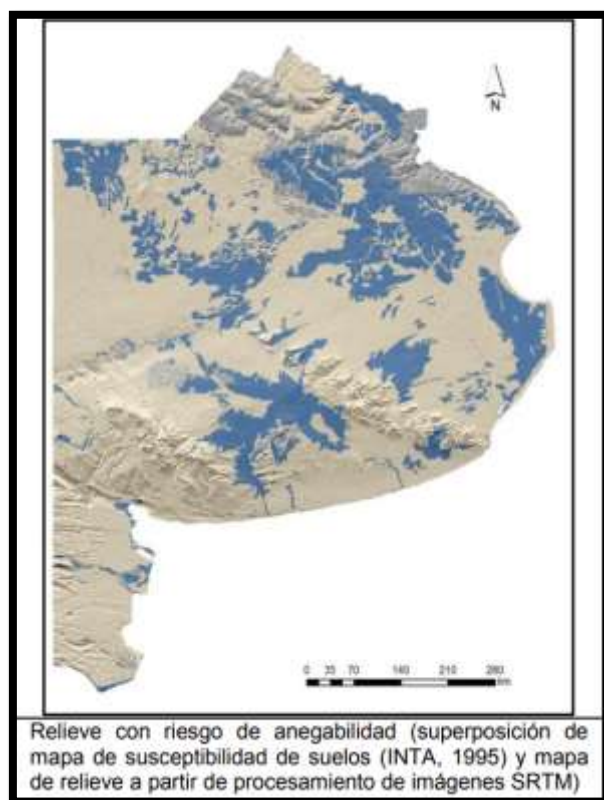 N
0 35 70 140 210 280
Km
Relieve con riesgo de anegabilidad (superposición de
mapa de susceptibilidad de suelos (INTA, 1995) y mapa
de relieve a partir de procesamiento de imágenes SRTM)